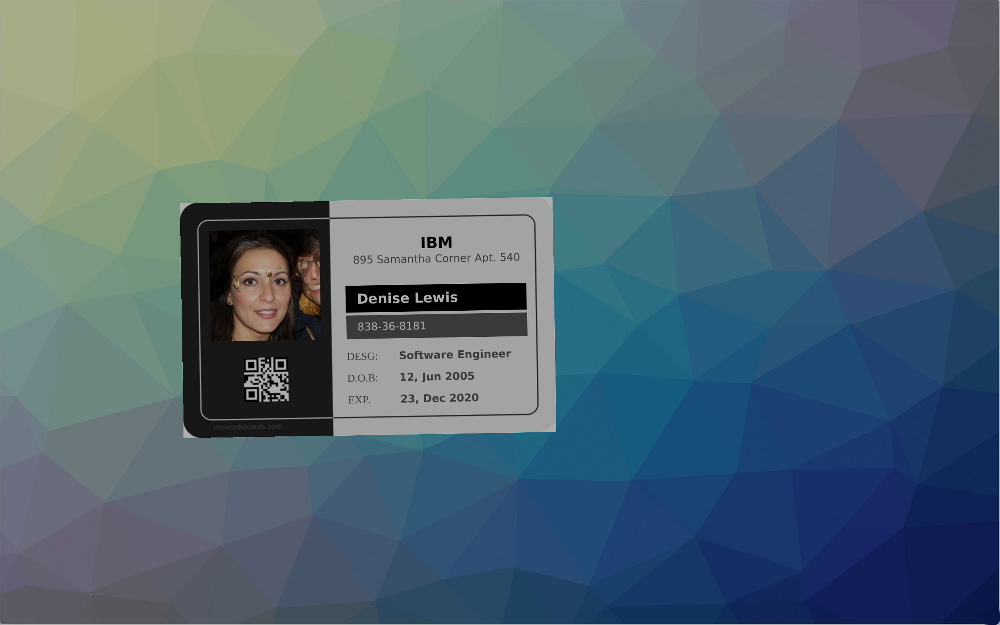 IBM
895 Samantha Corner Apt. 540
Denise Lewis
838-36-8181
DESG: Software Engineer
D.O.B: 12, Jun 2005
EXP. 23, Dec 2020